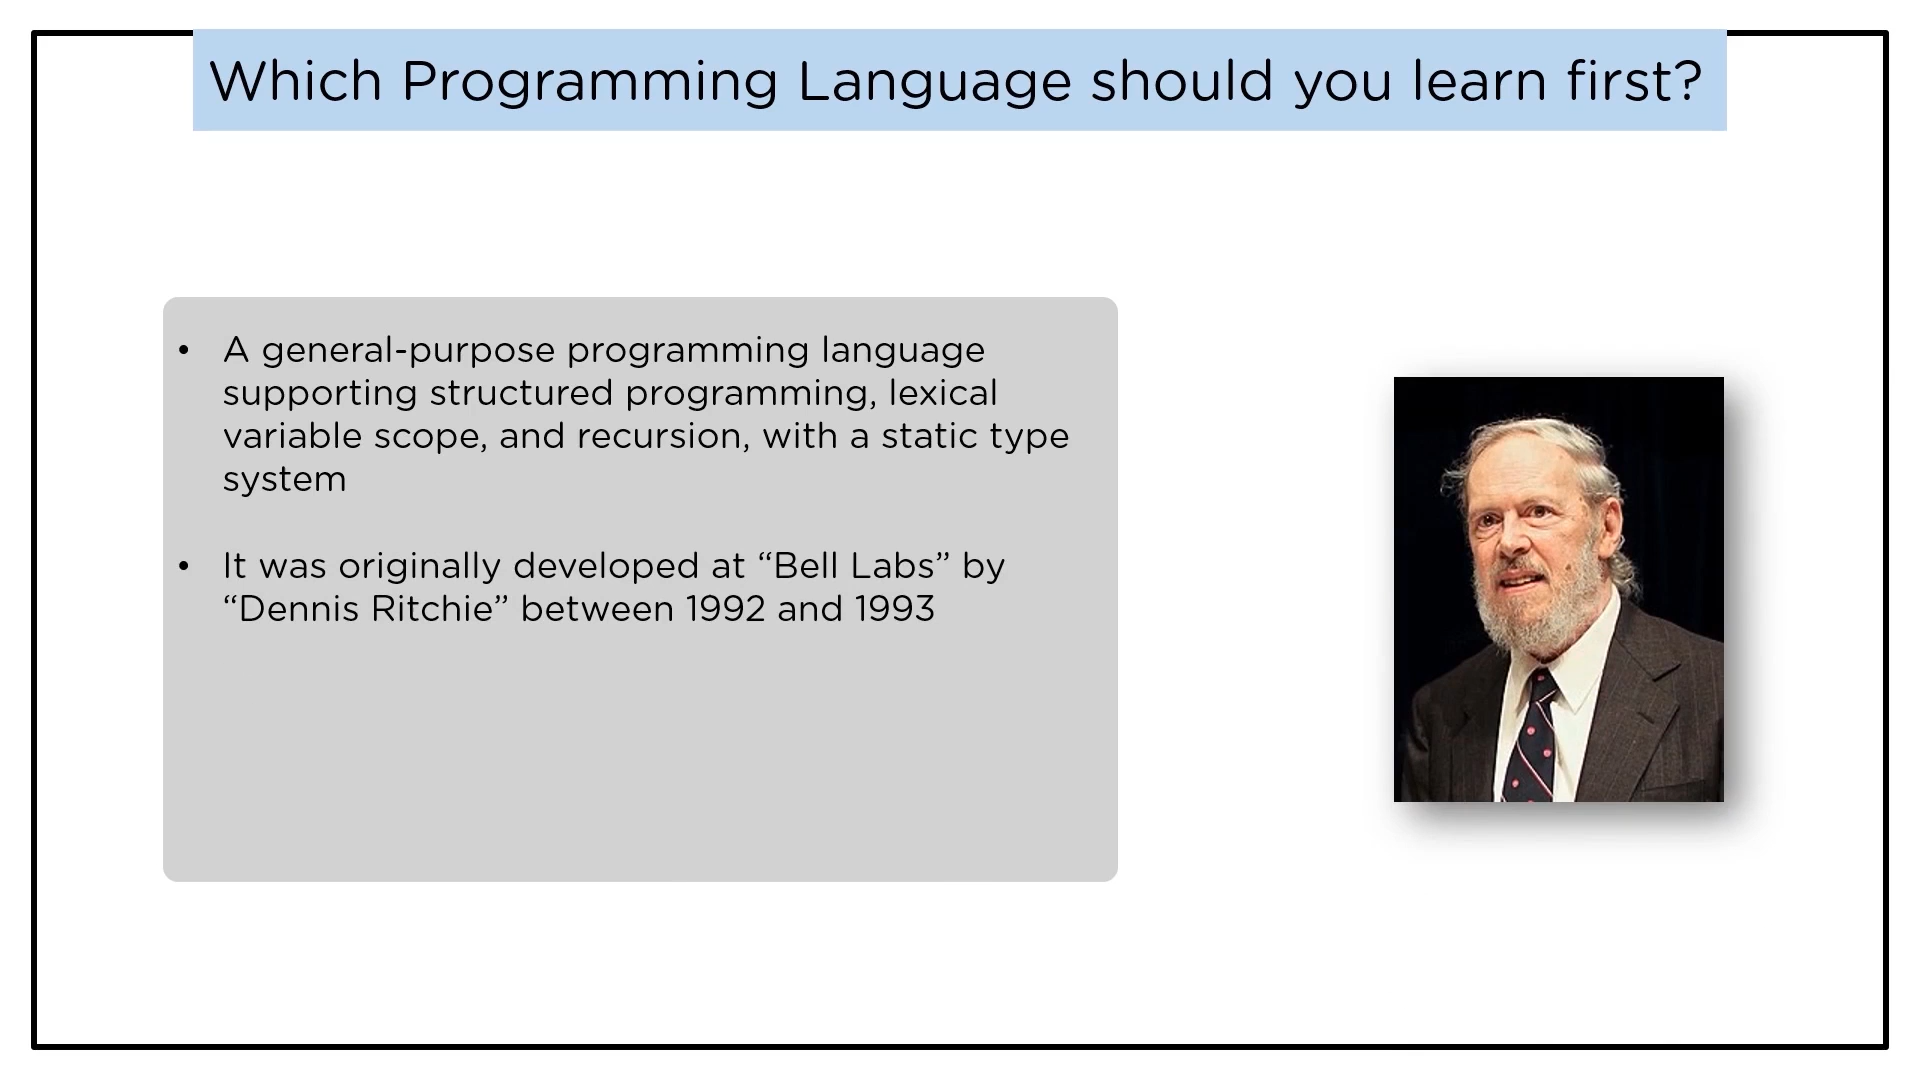 Which Programming Language should you learn first?
• A general-purpose programming language
supporting structured programming, lexical
variable scope, and recursion, with a static type
system
• It was originally developed at “Bell Labs” by
“Dennis Ritchie” between 1992 and 1993